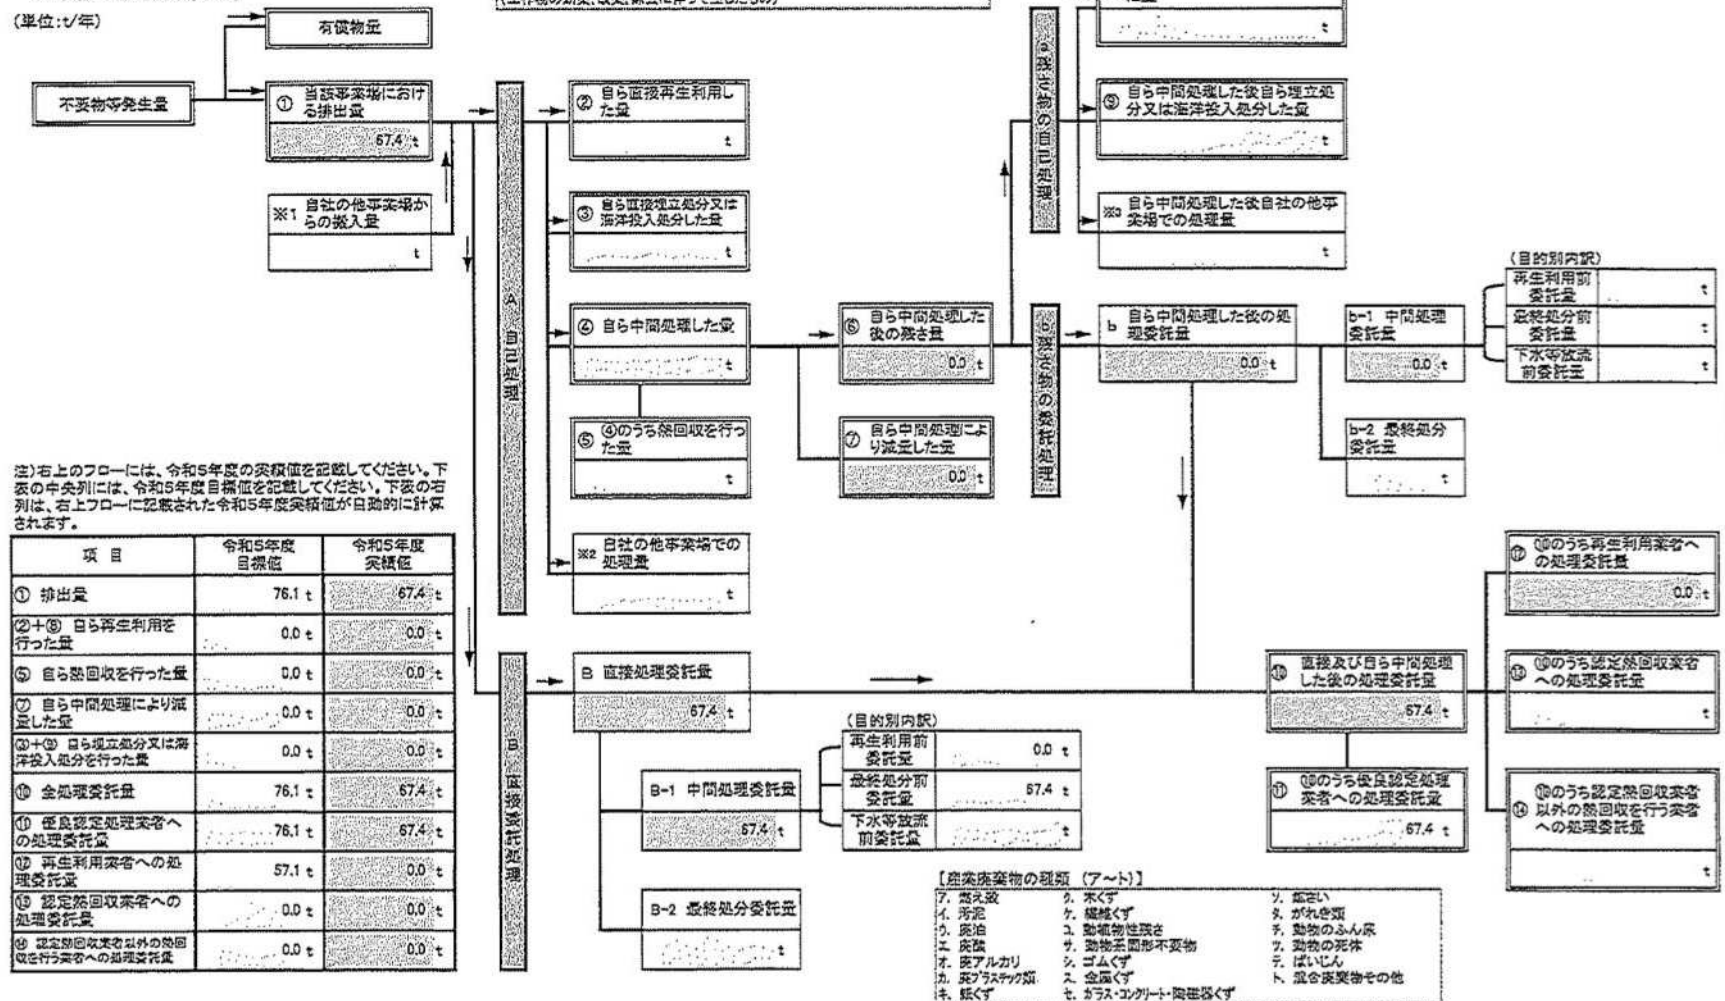 (単位:t/年)
有償物量
不要物等発生量
① 当該事業場におけ
る排出量
67.4 t
※1 自社の他事業場か
らの搬入量
t
A 自己処理
② 自ら直接再生利用し
た量
t
③ 自ら直接埋立処分又は
海洋投入処分した量
t
④ 自ら中間処理した量
t
⑤ ④のうち熱回収を行っ
た量
t
※2 自社の他事業場での
処理量
t
⑥ 自ら中間処理した
後の残さ量
0.0 t
⑦ 自ら中間処理によ
り減量した量
0.0 t
a 残さ物の自己処理
t
⑨ 自ら中間処理した後自ら埋立処
分又は海洋投入処分した量
t
※3 自ら中間処理した後自社の他事
業場での処理量
t
b 残さ物の委託処理
b 自ら中間処理した後の処
理委託量
0.0 t
b-1 中間処理
委託量
0.0 t
b-2 最終処分
委託量
t
(目的別内訳)
再生利用前
委託量 t
最終処分前
委託量 t
下水等放流
前委託量 t
注)右上のフローには、令和5年度の実績値を記載してください。下
表の中央列には、令和5年度目標値を記載してください。下表の右
列は、右上フローに記載された令和5年度実績値が自動的に計算
されます。
項 目 令和5年度目標値 令和5年度実績値
① 排出量 76.1 t 67.4 t
②+⑧ 自ら再生利用を
行った量 0.0 t 0.0 t
⑤ 自ら熱回収を行った量 0.0 t 0.0 t
⑦ 自ら中間処理により減
量した量 0.0 t 0.0 t
③+⑨ 自ら埋立処分又は海
洋投入処分を行った量 0.0 t 0.0 t
⑩ 全処理委託量 76.1 t 67.4 t
⑪ 優良認定処理業者へ
の処理委託量 76.1 t 67.4 t
⑫ 再生利用業者への処
理委託量 57.1 t 0.0 t
⑬ 認定熱回収業者への
処理委託量 0.0 t 0.0 t
⑭ 認定熱回収業者以外の熱回
収を行う業者への処理委託量 0.0 t 0.0 t
B 直接委託処理
B 直接処理委託量
67.4 t
B-1 中間処理委託量
67.4 t
B-2 最終処分委託量
t
(目的別内訳)
再生利用前
委託量 0.0 t
最終処分前
委託量 67.4 t
下水等放流
前委託量 t
⑩ 直接及び自ら中間処理
した後の処理委託量
67.4 t
⑪ ⑩のうち優良認定処理
業者への処理委託量
67.4 t
⑫ ⑩のうち再生利用業者へ
の処理委託量
0.0 t
⑬ ⑩のうち認定熱回収業者
への処理委託量
t
⑭ ⑩のうち認定熱回収業者
以外の熱回収を行う業者
への処理委託量
t
【産業廃棄物の種類 (ア~ト)】
ア. 燃え殻 ク. 木くず ソ. 鉱さい
イ. 汚泥 ケ. 繊維くず タ. がれき類
ウ. 廃油 コ. 動植物性残さ チ. 動物のふん尿
エ. 廃酸 サ. 動物系固形不要物 ツ. 動物の死体
オ. 廃アルカリ シ. ゴムくず テ. ばいじん
カ. 廃プラスチック類 ス. 金属くず ト. 混合廃棄物その他
キ. 紙くず セ. ガラス・コンクリート・陶磁器くず